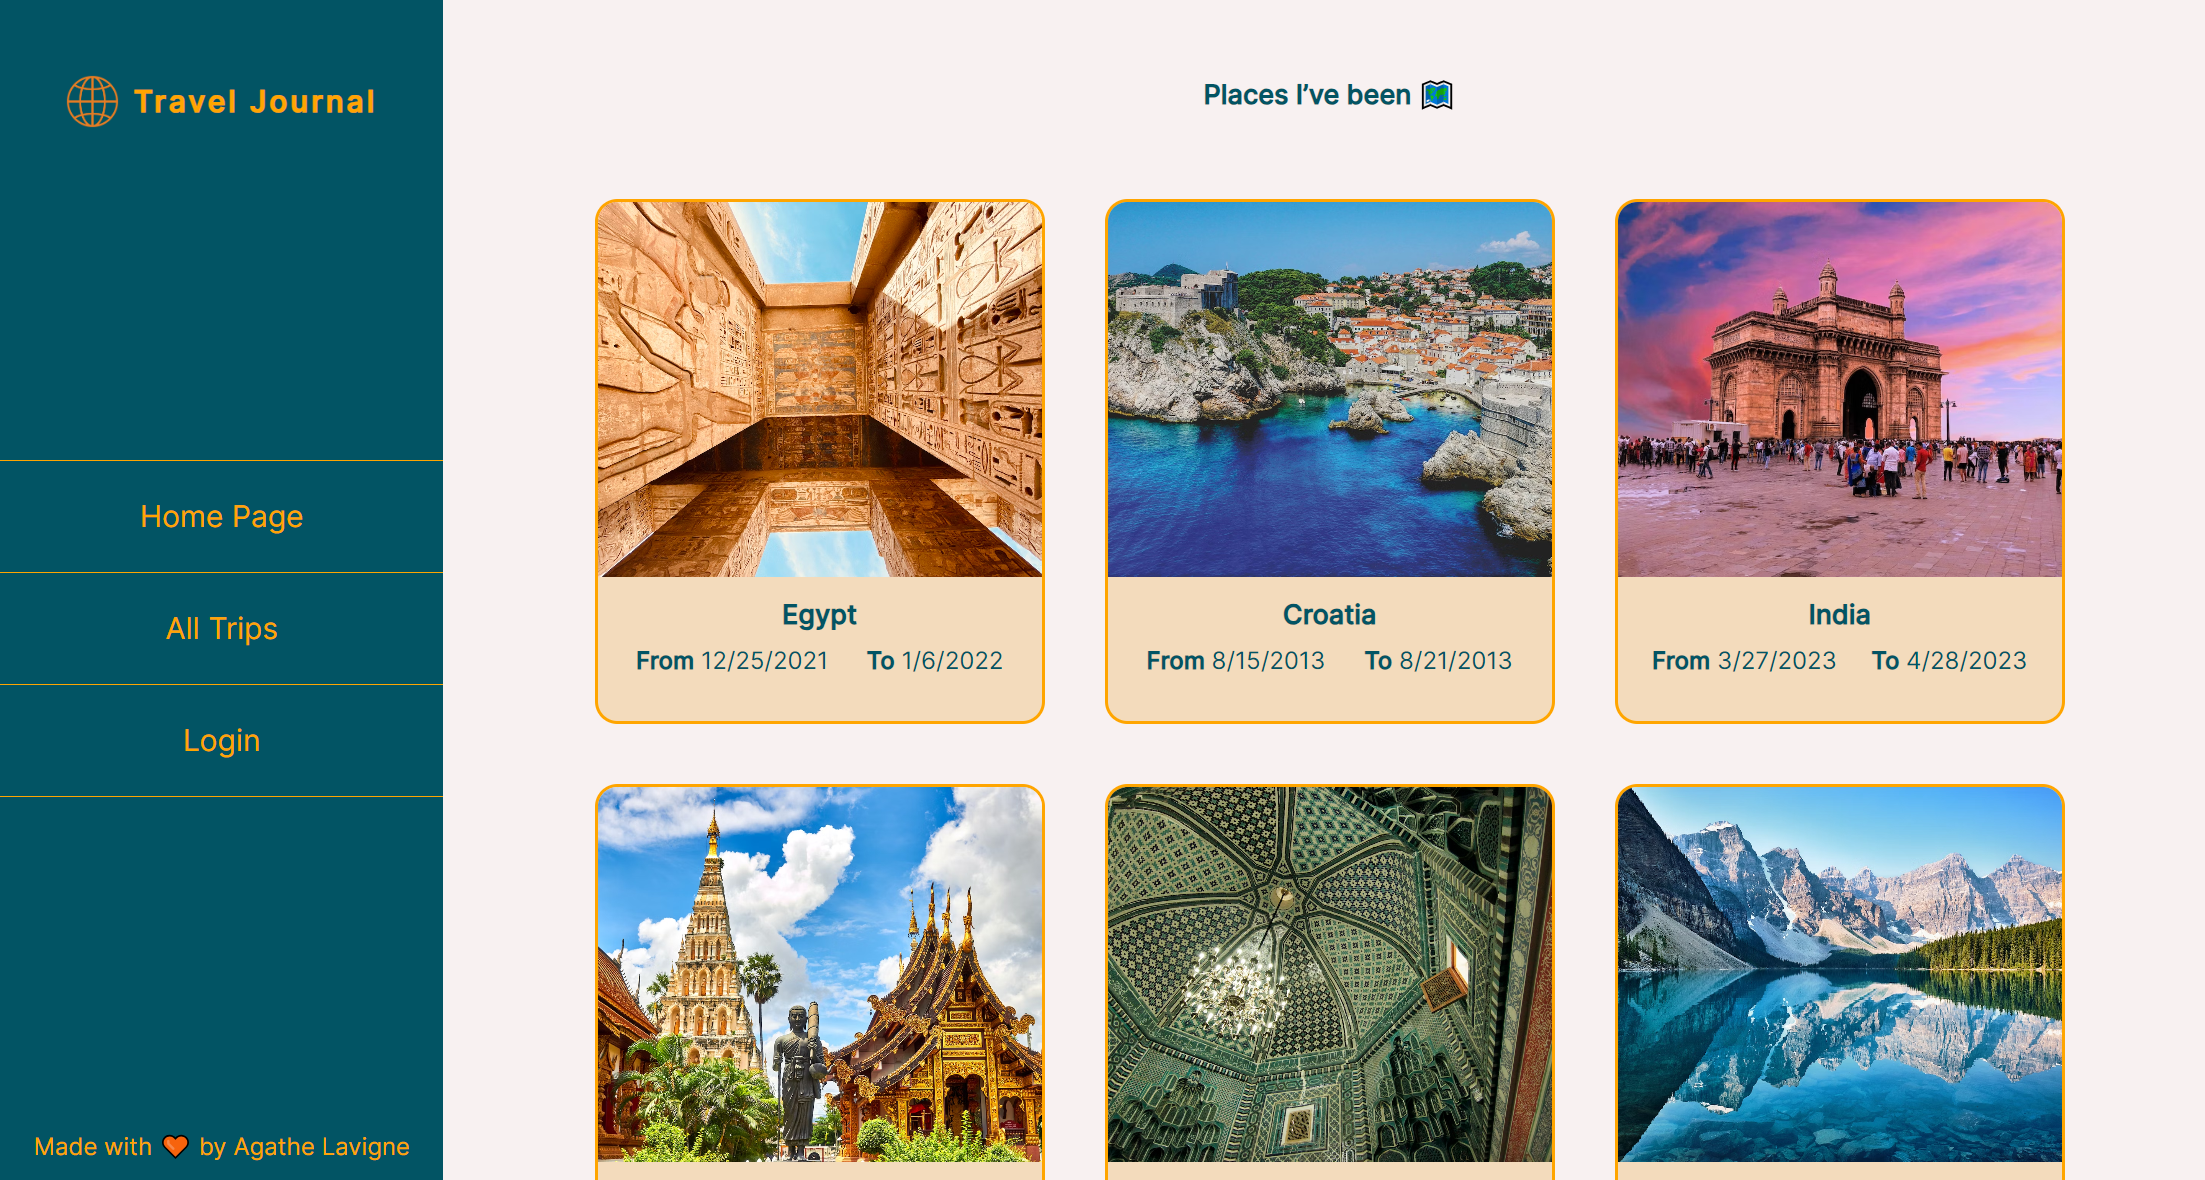 Travel Journal
Home Page
All Trips
Login
Made with 🧡 by Agathe Lavigne
Places I’ve been 🗺️
Egypt
From 12/25/2021 To 1/6/2022
Croatia
From 8/15/2013 To 8/21/2013
India
From 3/27/2023 To 4/28/2023